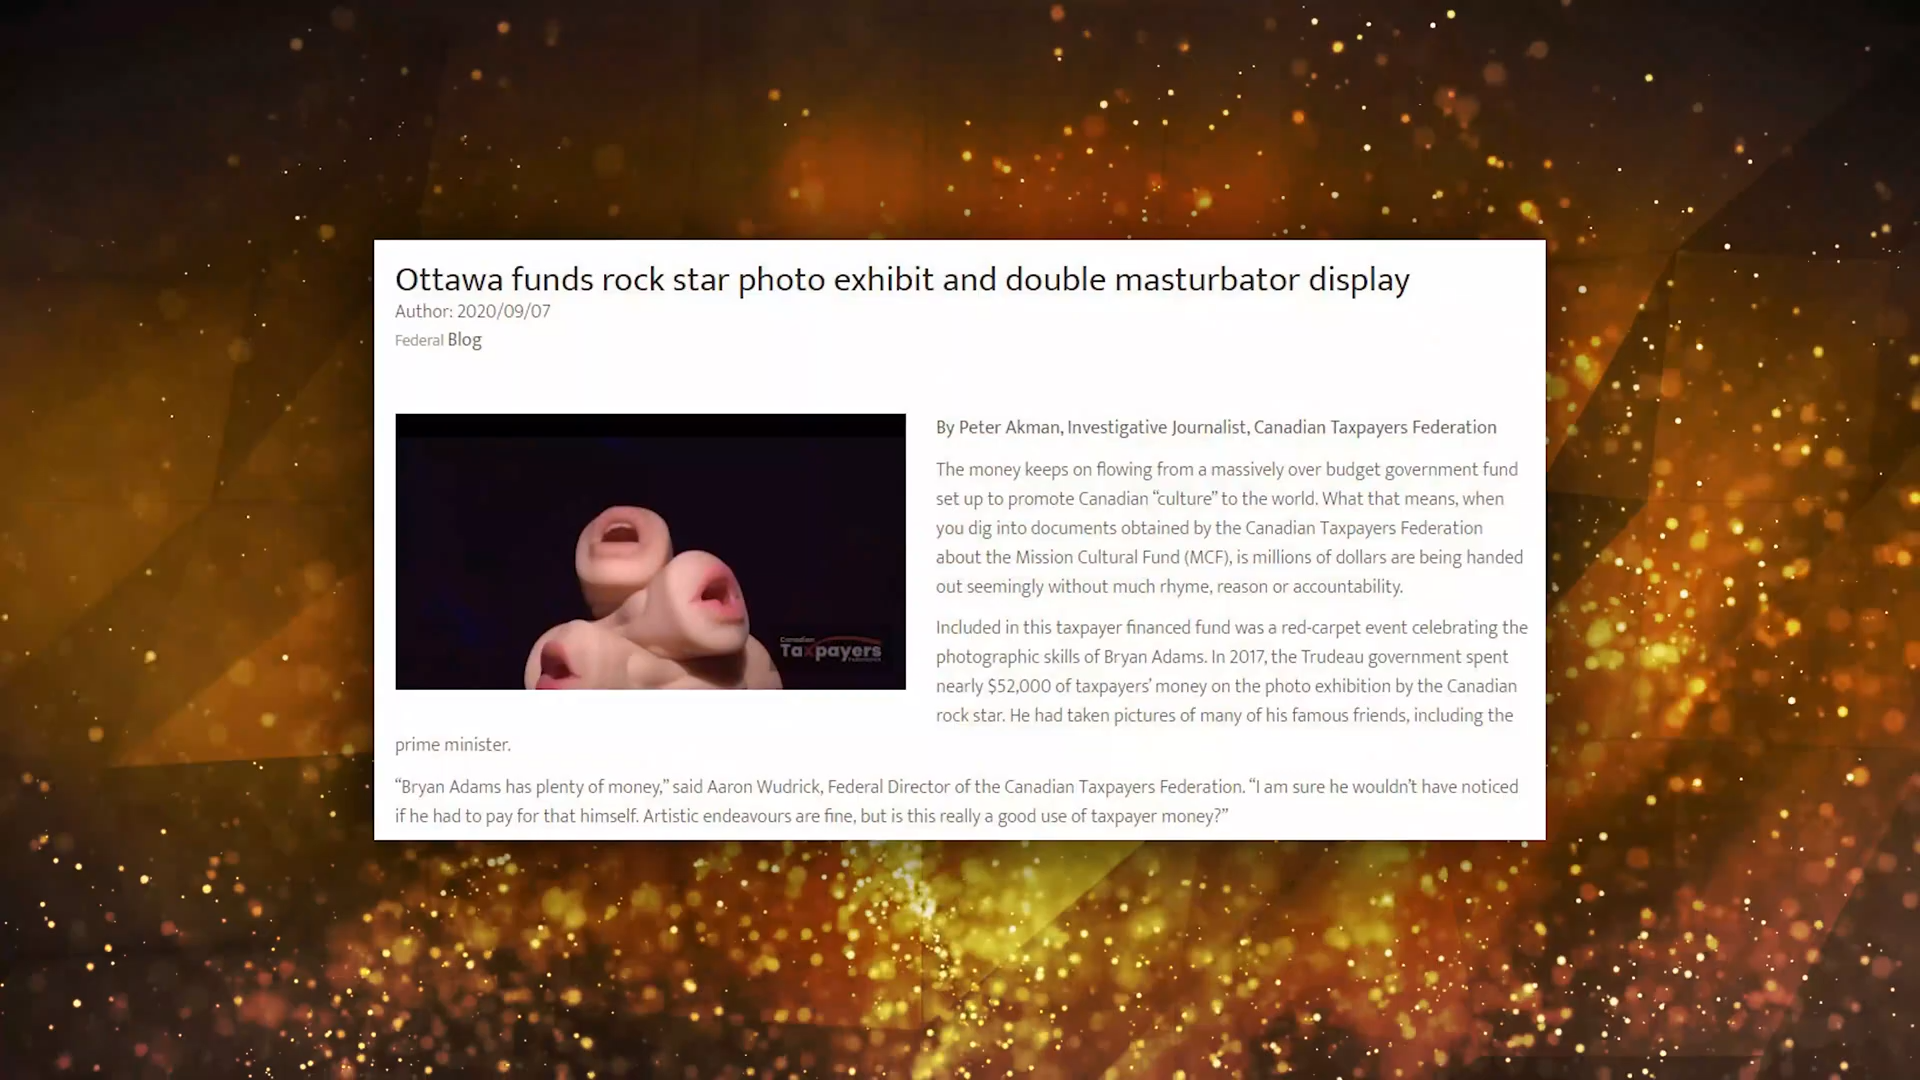 Ottawa funds rock star photo exhibit and double masturbator display
Author: 2020/09/07
Federal Blog
Canadian
Taxpayers
Federation
By Peter Akman, Investigative Journalist, Canadian Taxpayers Federation
The money keeps on flowing from a massively over budget government fund
set up to promote Canadian “culture” to the world. What that means, when
you dig into documents obtained by the Canadian Taxpayers Federation
about the Mission Cultural Fund (MCF), is millions of dollars are being handed
out seemingly without much rhyme, reason or accountability.
Included in this taxpayer financed fund was a red-carpet event celebrating the
photographic skills of Bryan Adams. In 2017, the Trudeau government spent
nearly $52,000 of taxpayers’ money on the photo exhibition by the Canadian
rock star. He had taken pictures of many of his famous friends, including the
prime minister.
“Bryan Adams has plenty of money,” said Aaron Wudrick, Federal Director of the Canadian Taxpayers Federation. “I am sure he wouldn’t have noticed
if he had to pay for that himself. Artistic endeavours are fine, but is this really a good use of taxpayer money?”